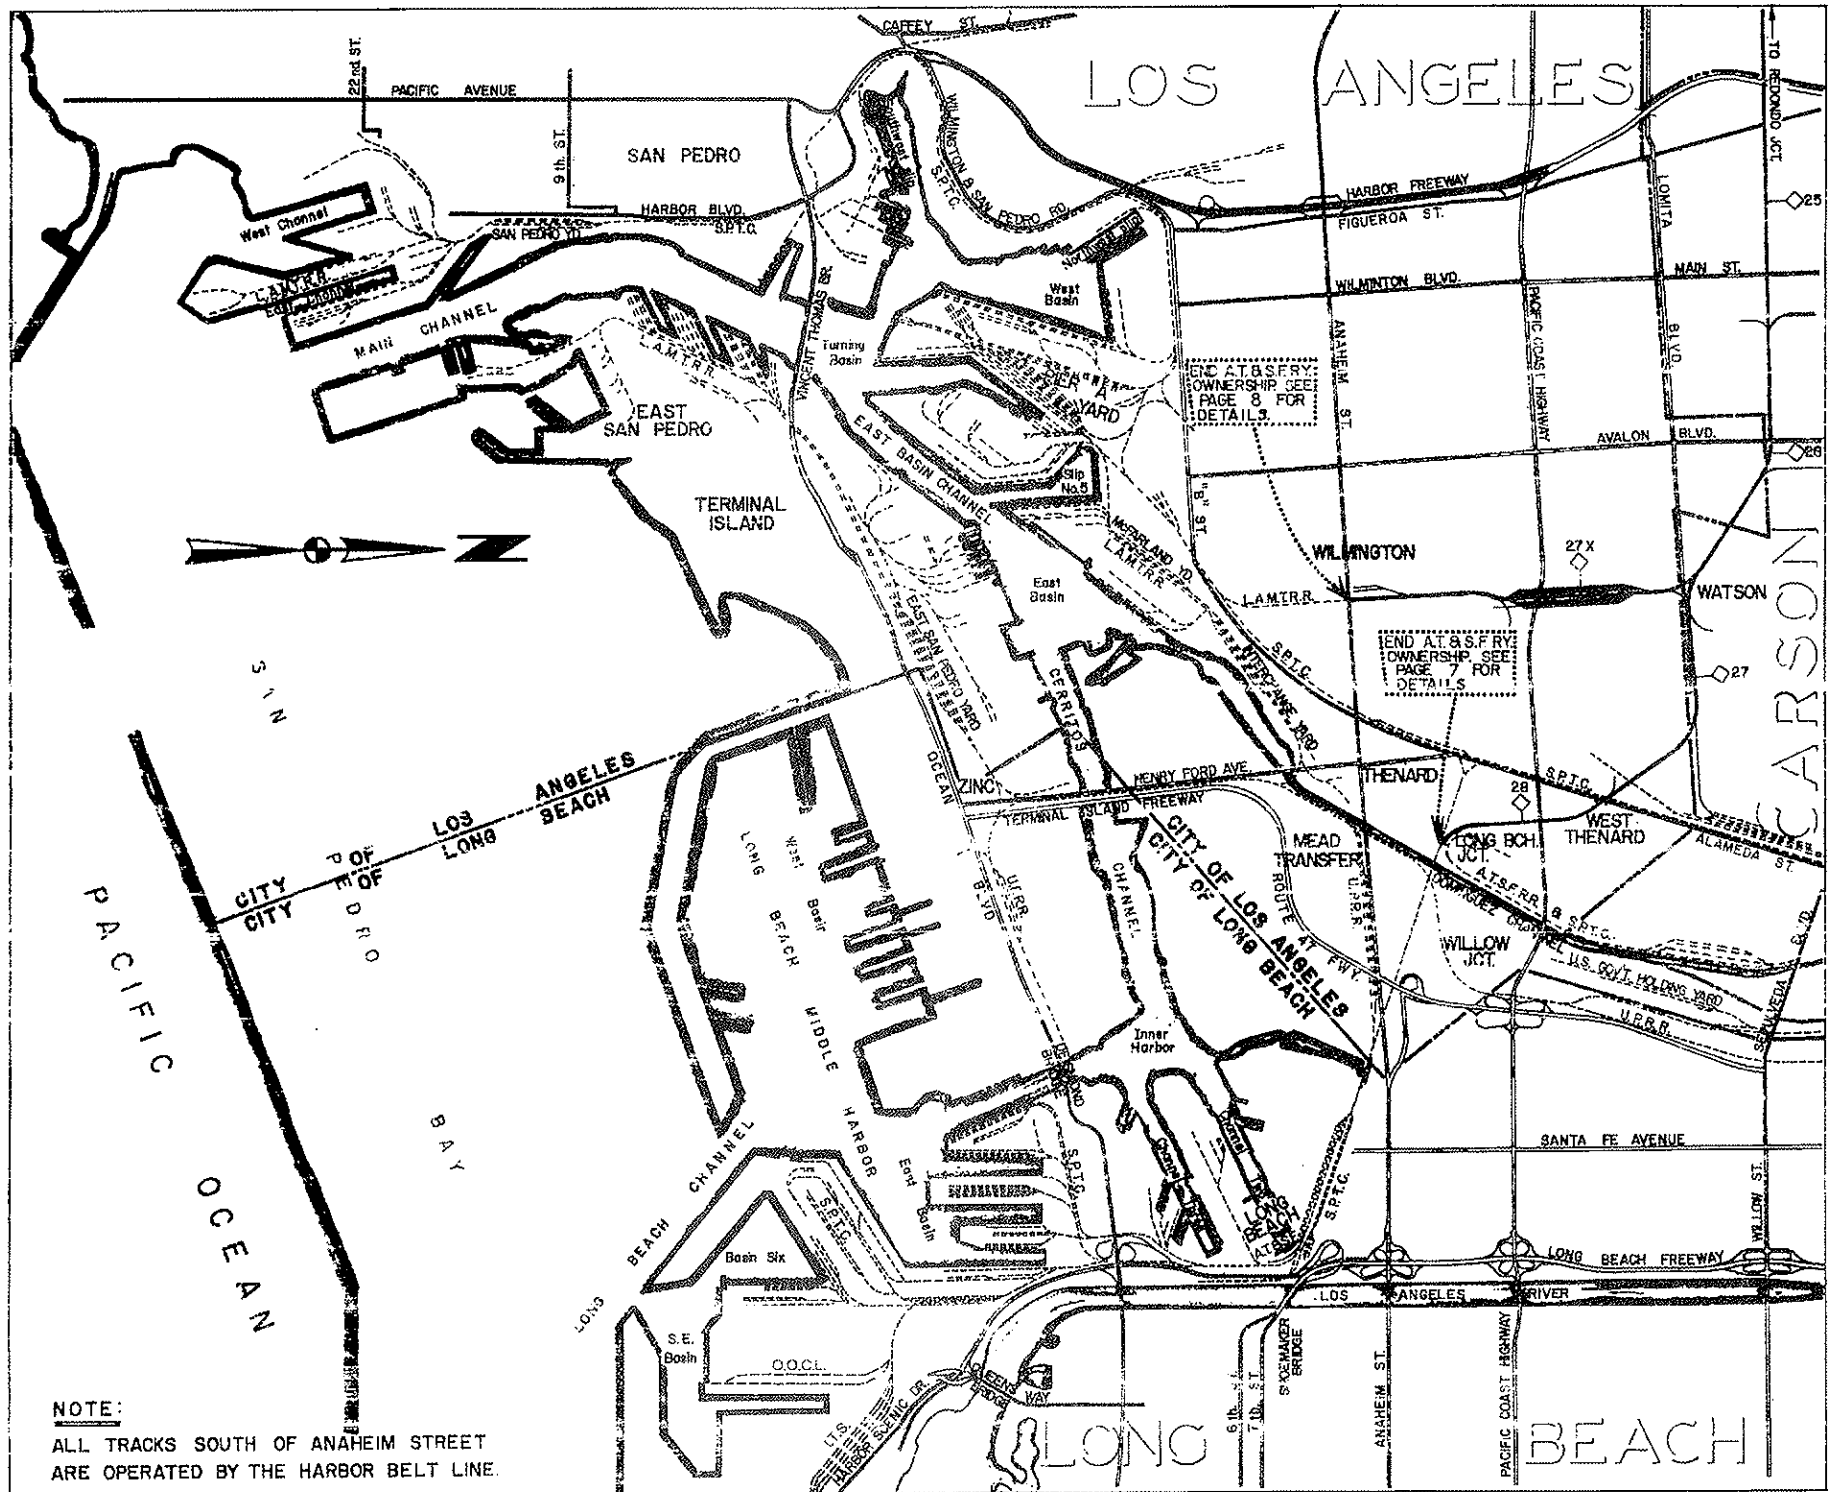 CAFFEY ST.
22nd ST.
PACIFIC AVENUE
LOS ANGELES
TO REDONDO JCT.
9th. ST.
SAN PEDRO
WILMINGTON & SAN PEDRO RD.
S.P.T.C.
HARBOR FREEWAY
FIGUEROA ST.
LOMITA
BLVD.
25
West Channel
HARBOR BLVD.
S.P.T.C.
SAN PEDRO YD.
L.A.M.T.R.R.
MAIN CHANNEL
VINCENT THOMAS BR.
West
Basin
WILMINTON BLVD.
MAIN ST.
PACIFIC COAST HIGHWAY
ANAHEIM ST.
Turning
Basin
L.A.M.T.R.R.
PIER A
YARD
END A.T.&S.F.RY.
OWNERSHIP SEE
PAGE 8 FOR
DETAILS.
EAST
SAN PEDRO
EAST BASIN CHANNEL
AVALON BLVD.
26
Slip
No.5
"B" ST.
TERMINAL
ISLAND
McFARLAND YD.
L.A.M.T.R.R.
WILMINGTON
27X
East
Basin
L.A.M.T.R.R.
WATSON
CARSON
EAST SAN PEDRO YARD
END A.T.&S.F.RY.
OWNERSHIP SEE
PAGE 7 FOR
DETAILS
S.P.T.C.
INTERCHANGE YARD
27
SAN
PEDRO
BAY
CERRITOS
CHANNEL
OCEAN
BLVD
ZINC
HENRY FORD AVE.
TERMINAL ISLAND FREEWAY
THENARD
S.P.T.C.
28
CITY OF LOS ANGELES
CITY OF LONG BEACH
CITY OF LOS ANGELES
CITY OF LONG BEACH
MEAD
TRANSFER
U.P.R.R.
LONG BCH.
JCT.
WEST
THENARD
ALAMEDA ST.
A.T.S.F.R.R. & S.P.T.C.
DOMINGUEZ CHANNEL
ROUTE 47 FWY.
WILLOW
JCT.
U.S. GOV'T. HOLDING YARD
U.P.R.R.
SEPULVEDA BLVD.
PACIFIC
OCEAN
LONG
BEACH
MIDDLE
HARBOR
West
Basin
U.P.R.R.
Inner
Harbor
DESMOND
BRIDGE
LONG BEACH CHANNEL
East
Basin
S.P.T.C.
S.P.T.C.
Channel
Channel
LONG
BEACH
S.P.T.C.
SANTA FE AVENUE
WILLOW ST.
Basin Six
LONG BEACH FREEWAY
LOS ANGELES RIVER
S.E.
Basin
O.O.C.L.
QUEENS WAY
BRIDGE
I.T.S.
HARBOR SCENIC DR.
6th ST.
7th ST.
SHOEMAKER
BRIDGE
ANAHEIM ST.
PACIFIC COAST HIGHWAY
LONG BEACH
NOTE:
ALL TRACKS SOUTH OF ANAHEIM STREET
ARE OPERATED BY THE HARBOR BELT LINE.